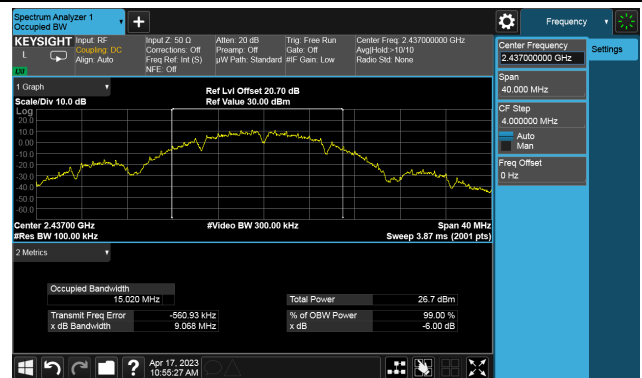 Spectrum Analyzer 1
Occupied BW
Frequency
KEYSIGHT
L
Input: RF
Coupling: DC
Align: Auto
Input Z: 50 Ω
Corrections: Off
Freq Ref: Int (S)
NFE: Off
Atten: 20 dB
Preamp: Off
µW Path: Standard
Trig: Free Run
Gate: Off
#IF Gain: Low
Center Freq: 2.437000000 GHz
Avg|Hold:>10/10
Radio Std: None
1 Graph
Scale/Div 10.0 dB
Ref Lvl Offset 20.70 dB
Ref Value 30.00 dBm
Log
20.0
10.0
0.00
-10.0
-20.0
-30.0
-40.0
-50.0
-60.0
Center 2.43700 GHz
#Res BW 100.00 kHz
#Video BW 300.00 kHz
Span 40 MHz
Sweep 3.87 ms (2001 pts)
2 Metrics
Occupied Bandwidth
15.020 MHz
Transmit Freq Error -560.93 kHz
x dB Bandwidth 9.068 MHz
Total Power 26.7 dBm
% of OBW Power 99.00 %
x dB -6.00 dB
Center Frequency
2.437000000 GHz
Settings
Span
40.000 MHz
CF Step
4.000000 MHz
Auto
Man
Freq Offset
0 Hz
?
Apr 17, 2023
10:55:27 AM